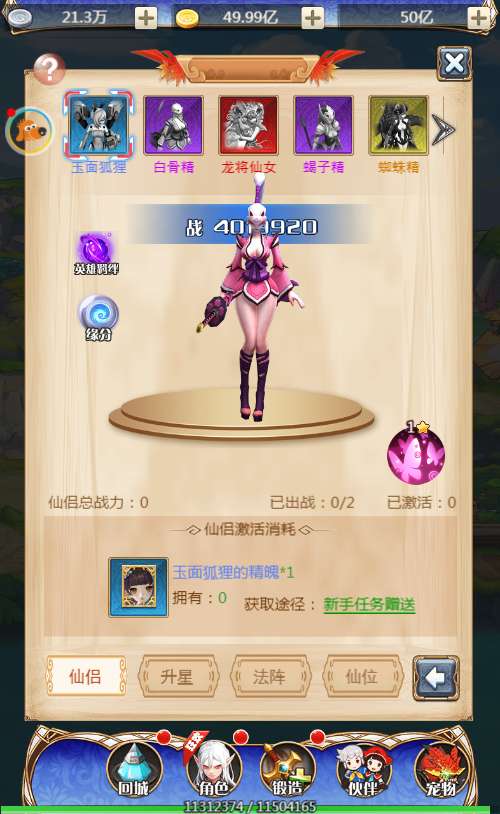 21.3万
49.99亿
50亿
玉面狐狸
白骨精
龙将仙女
蝎子精
蜘蛛精
战
英雄羁绊
缘分
1
仙侣总战力：0
已出战：0/2
已激活：0
仙侣激活消耗
玉面狐狸的精魄*1
拥有：0
获取途径：
新手任务赠送
仙侣
升星
法阵
仙位
回城
角色
锻造
伙伴
宠物
11312374 / 11504165